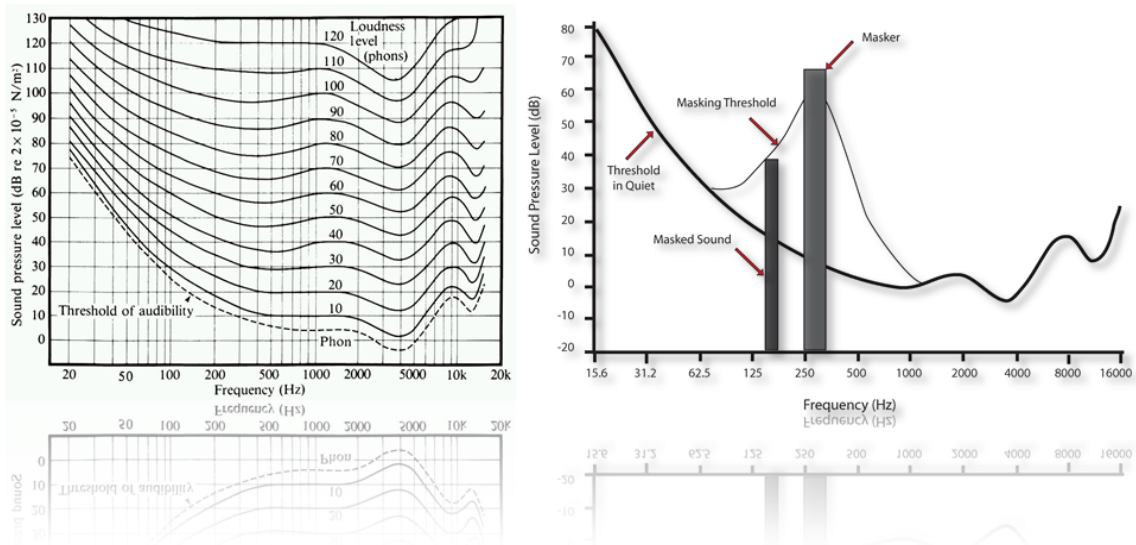 130
120
110
100
90
80
70
60
50
40
30
20
10
0
Sound pressure level (dB re 2 × 10⁻⁵ N/m²)
Loudness
level
(phons)
120
110
100
90
80
70
60
50
40
30
20
10
Threshold of audibility
Phon
20 50 100 200 500 1000 2000 5000 10k 20k
Frequency (Hz)
80
70
60
50
40
30
20
10
0
-10
-20
Sound Pressure Level (dB)
Masker
Masking Threshold
Threshold
in Quiet
Masked Sound
15.6 31.2 62.5 125 250 500 1000 2000 4000 8000 16000
Frequency (Hz)